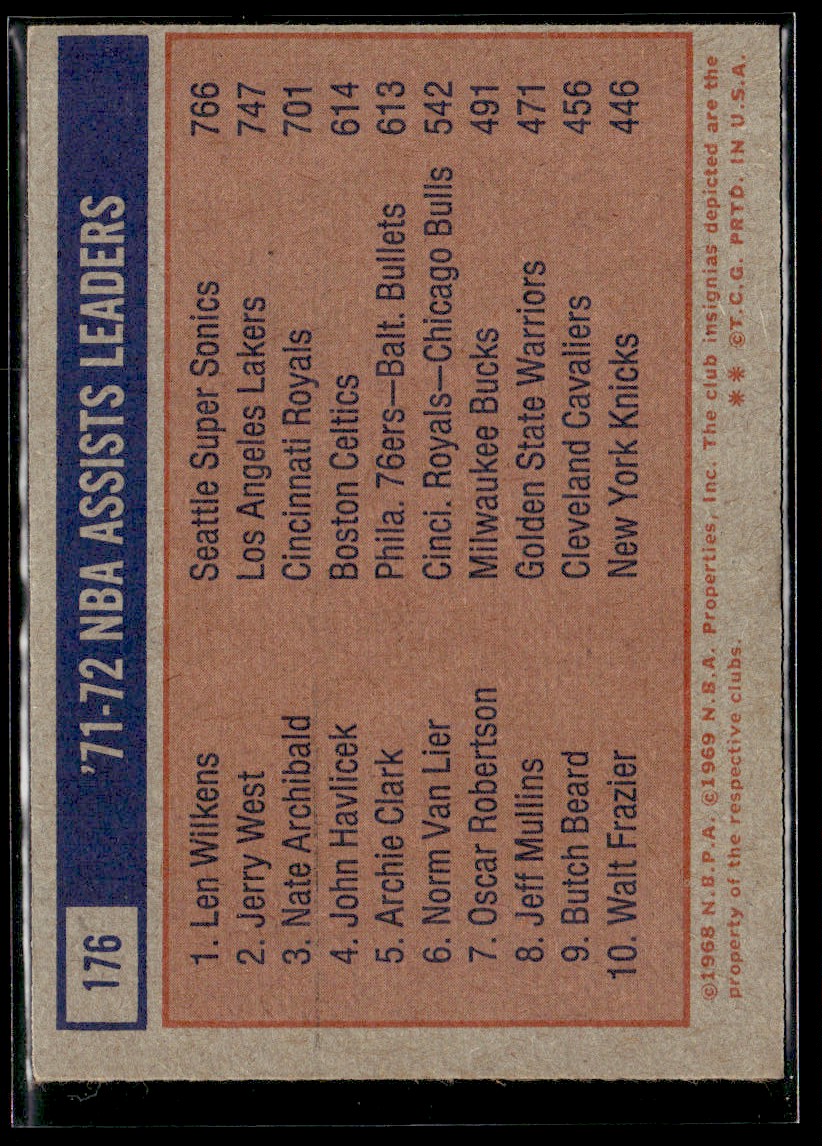 176 '71-72 NBA ASSISTS LEADERS
1. Len Wilkens Seattle Super Sonics 766
2. Jerry West Los Angeles Lakers 747
3. Nate Archibald Cincinnati Royals 701
4. John Havlicek Boston Celtics 614
5. Archie Clark Phila. 76ers—Balt. Bullets 613
6. Norm Van Lier Cinci. Royals—Chicago Bulls 542
7. Oscar Robertson Milwaukee Bucks 491
8. Jeff Mullins Golden State Warriors 471
9. Butch Beard Cleveland Cavaliers 456
10. Walt Frazier New York Knicks 446
©1968 N.B.P.A. ©1969 N.B.A. Properties, Inc. The club insignias depicted are the
property of the respective clubs. ** ©T.C.G. PRTD. IN U.S.A.